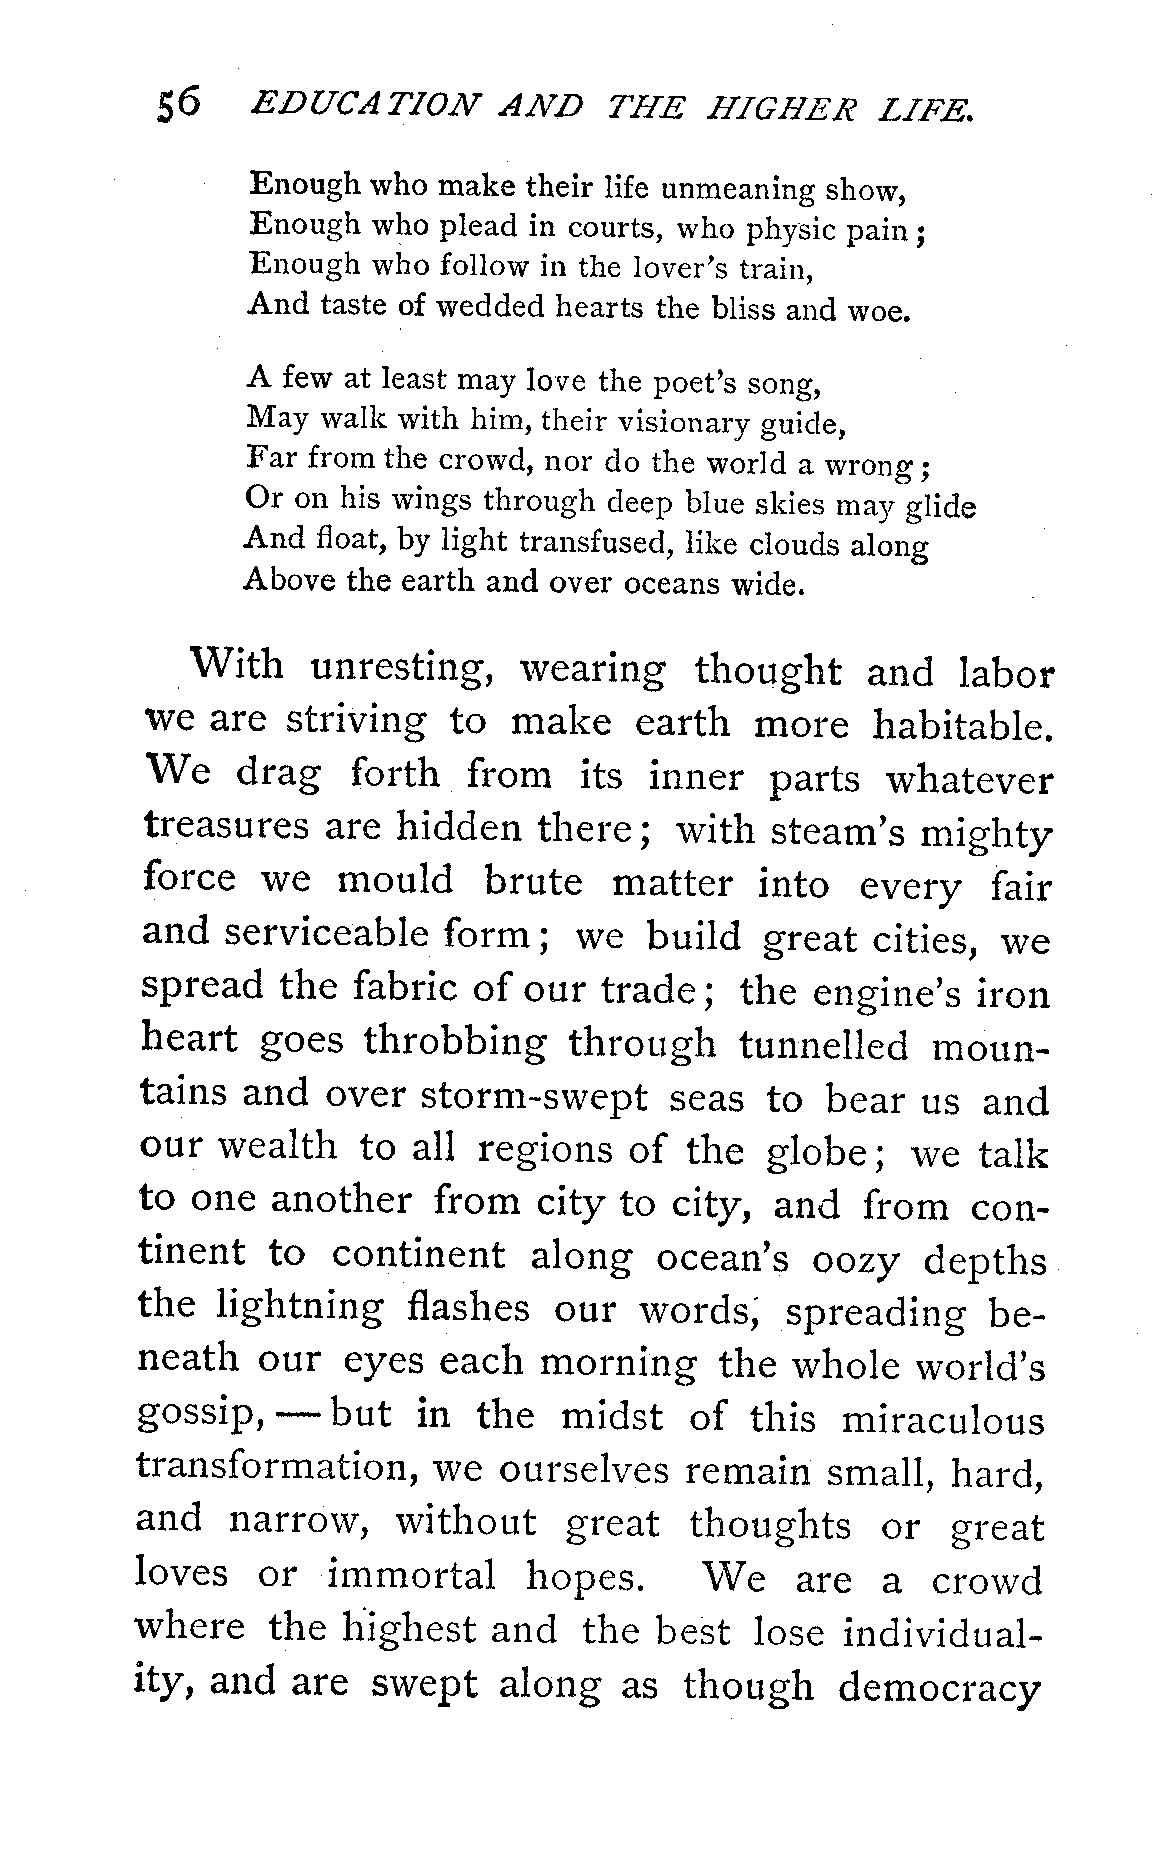 56 EDUCATION AND THE HIGHER LIFE.
Enough who make their life unmeaning show,
Enough who plead in courts, who physic pain;
Enough who follow in the lover's train,
And taste of wedded hearts the bliss and woe.
A few at least may love the poet's song,
May walk with him, their visionary guide,
Far from the crowd, nor do the world a wrong;
Or on his wings through deep blue skies may glide
And float, by light transfused, like clouds along
Above the earth and over oceans wide.
With unresting, wearing thought and labor
we are striving to make earth more habitable.
We drag forth from its inner parts whatever
treasures are hidden there; with steam's mighty
force we mould brute matter into every fair
and serviceable form; we build great cities, we
spread the fabric of our trade; the engine's iron
heart goes throbbing through tunnelled moun-
tains and over storm-swept seas to bear us and
our wealth to all regions of the globe; we talk
to one another from city to city, and from con-
tinent to continent along ocean's oozy depths
the lightning flashes our words, spreading be-
neath our eyes each morning the whole world's
gossip, — but in the midst of this miraculous
transformation, we ourselves remain small, hard,
and narrow, without great thoughts or great
loves or immortal hopes. We are a crowd
where the highest and the best lose individual-
ity, and are swept along as though democracy